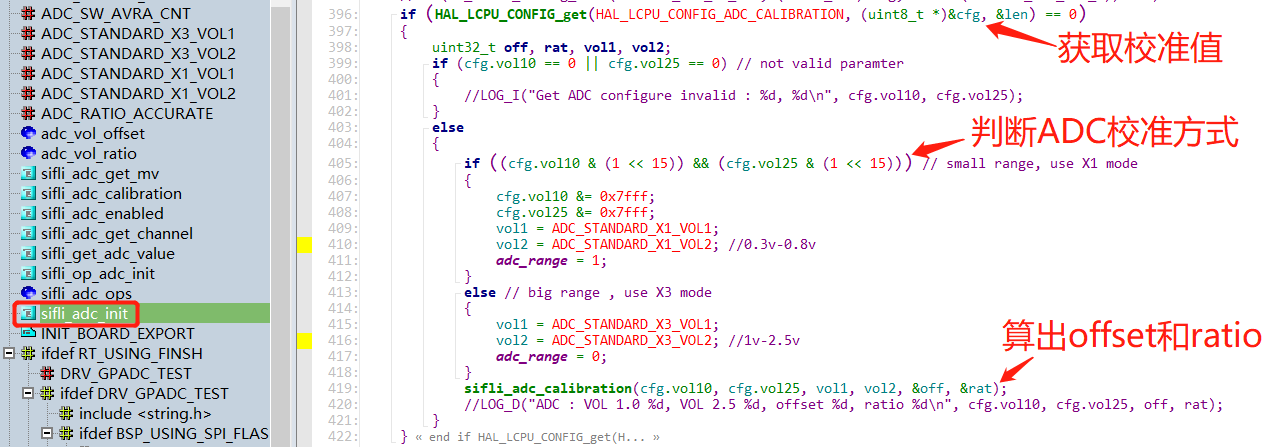 ADC_SW_AVRA_CNT
ADC_STANDARD_X3_VOL1
ADC_STANDARD_X3_VOL2
ADC_STANDARD_X1_VOL1
ADC_STANDARD_X1_VOL2
ADC_RATIO_ACCURATE
adc_vol_offset
adc_vol_ratio
sifli_adc_get_mv
sifli_adc_calibration
sifli_adc_enabled
sifli_adc_get_channel
sifli_get_adc_value
sifli_op_adc_init
sifli_adc_ops
sifli_adc_init
INIT_BOARD_EXPORT
ifdef RT_USING_FINSH
DRV_GPADC_TEST
ifdef DRV_GPADC_TEST
include <string.h>
ifdef BSP_USING_SPI_FLAS
396: if (HAL_LCPU_CONFIG_get(HAL_LCPU_CONFIG_ADC_CALIBRATION, (uint8_t *)&cfg, &len) == 0)
397: {
398: uint32_t off, rat, vol1, vol2;
399: if (cfg.vol10 == 0 || cfg.vol25 == 0) // not valid paramter
400: {
401: //LOG_I("Get ADC configure invalid : %d, %d\n", cfg.vol10, cfg.vol25);
402: }
403: else
404: {
405: if ((cfg.vol10 & (1 << 15)) && (cfg.vol25 & (1 << 15))) // small range, use X1 mode
406: {
407: cfg.vol10 &= 0x7fff;
408: cfg.vol25 &= 0x7fff;
409: vol1 = ADC_STANDARD_X1_VOL1;
410: vol2 = ADC_STANDARD_X1_VOL2; //0.3v-0.8v
411: adc_range = 1;
412: }
413: else // big range , use X3 mode
414: {
415: vol1 = ADC_STANDARD_X3_VOL1;
416: vol2 = ADC_STANDARD_X3_VOL2; //1v-2.5v
417: adc_range = 0;
418: }
419: sifli_adc_calibration(cfg.vol10, cfg.vol25, vol1, vol2, &off, &rat);
420: //LOG_D("ADC : VOL 1.0 %d, VOL 2.5 %d, offset %d, ratio %d\n", cfg.vol10, cfg.vol25, off, rat);
421: }
422: } « end if HAL_LCPU_CONFIG_get(H... »
获取校准值
判断ADC校准方式
算出offset和ratio